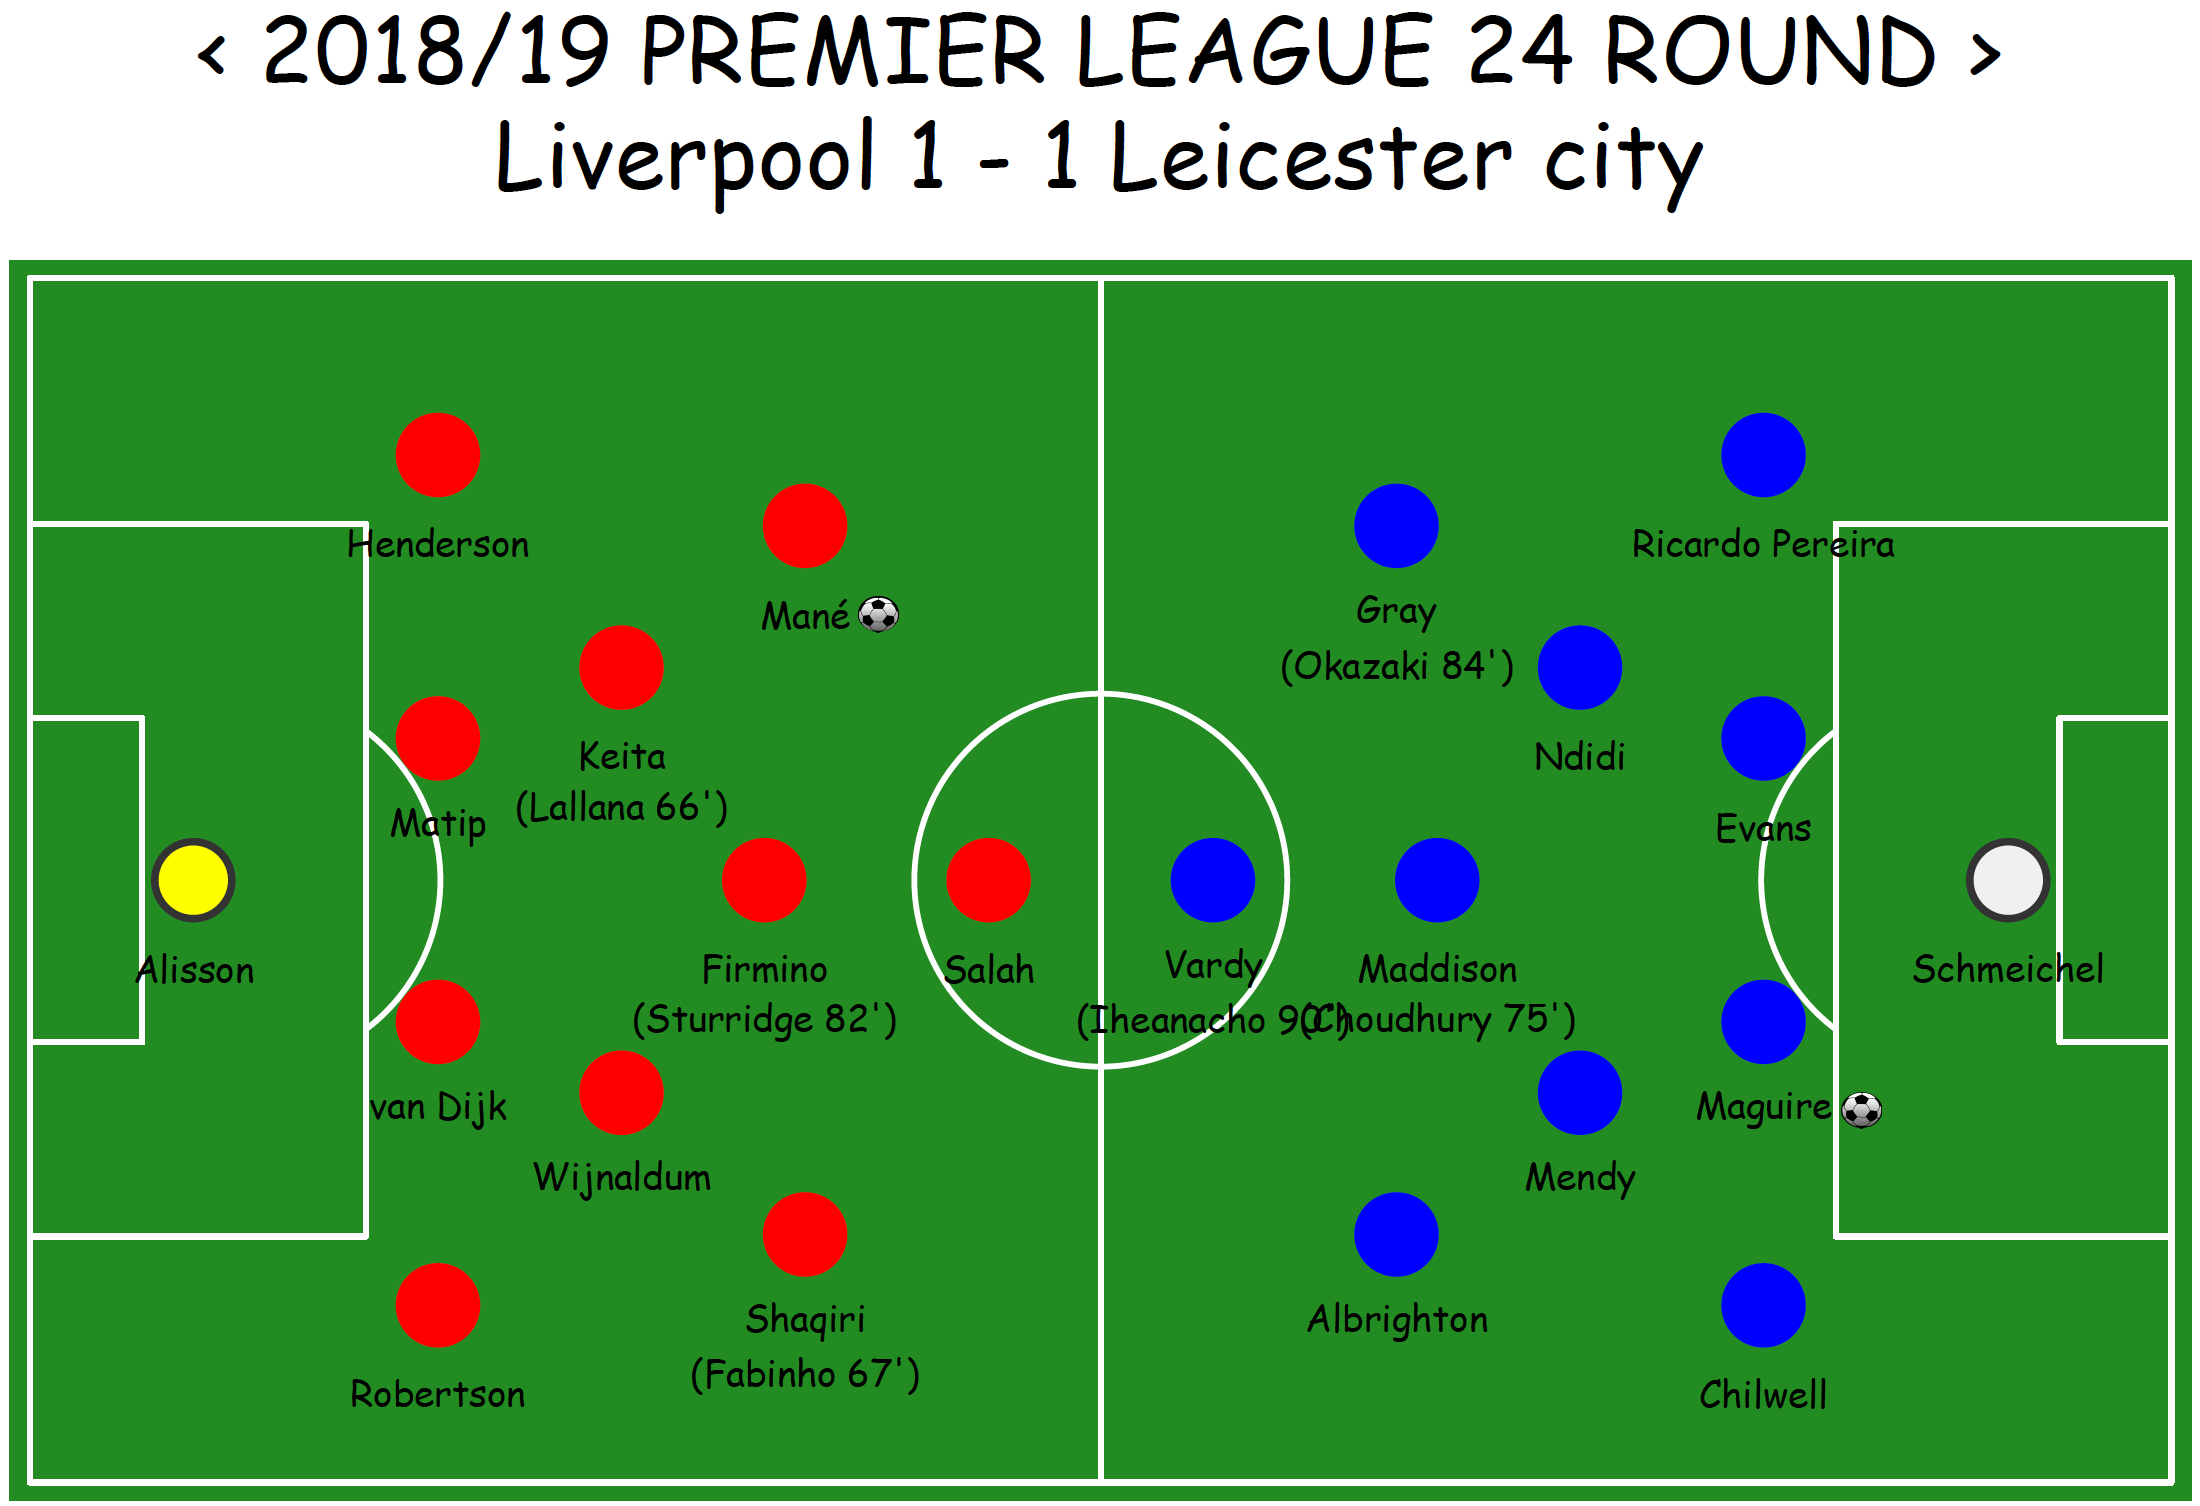 < 2018/19 PREMIER LEAGUE 24 ROUND >
Liverpool 1 - 1 Leicester city
Henderson
Mané
Matip
Keita
(Lallana 66')
Alisson
Firmino
(Sturridge 82')
Salah
van Dijk
Wijnaldum
Shaqiri
(Fabinho 67')
Robertson
Gray
(Okazaki 84')
Ricardo Pereira
Ndidi
Evans
Vardy
(Iheanacho 90')
Maddison
(Choudhury 75')
Schmeichel
Maguire
Mendy
Albrighton
Chilwell